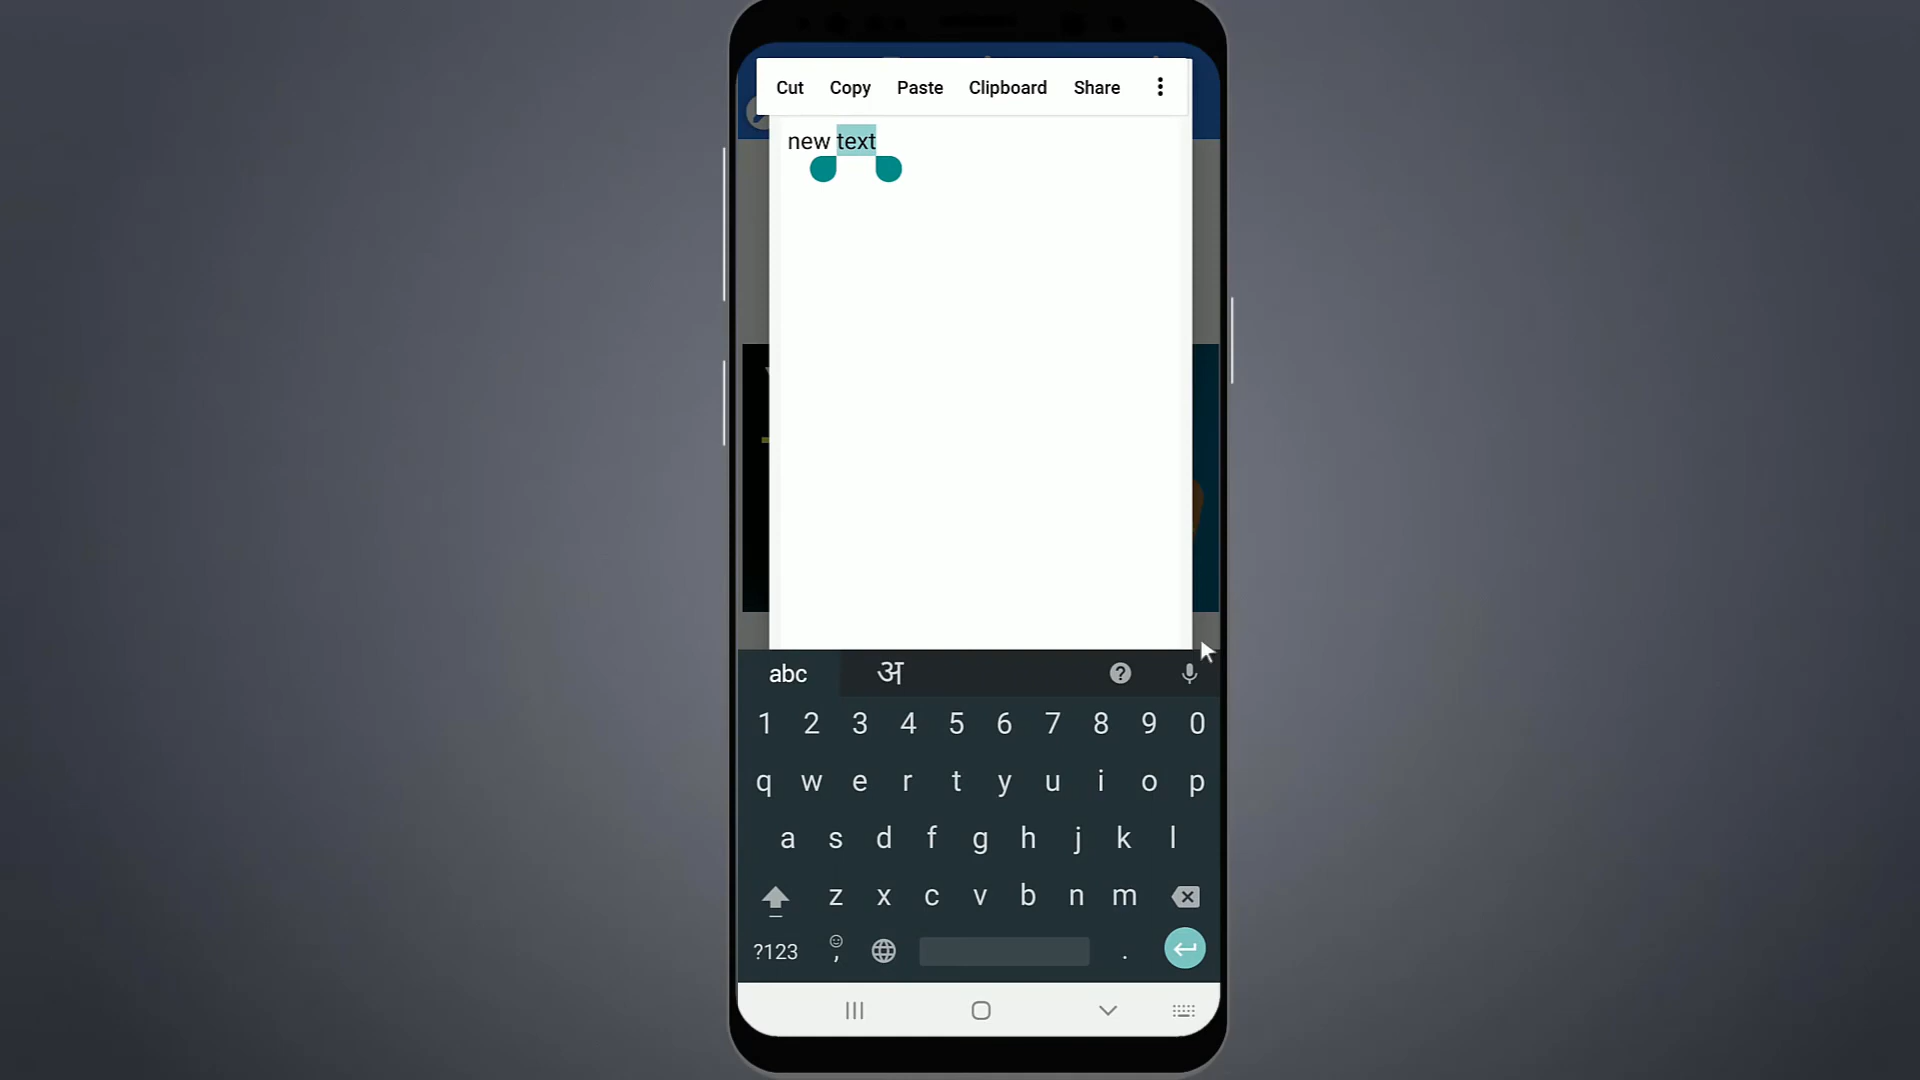 Cut Copy Paste Clipboard Share
new text
abc अ
1 2 3 4 5 6 7 8 9 0
q w e r t y u i o p
a s d f g h j k l
z x c v b n m
?123 , .